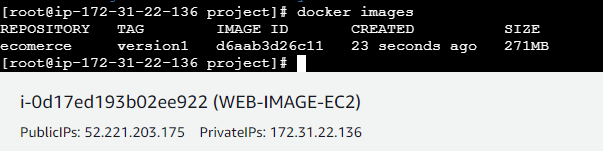 [root@ip-172-31-22-136 project]# docker images
REPOSITORY TAG IMAGE ID CREATED SIZE
ecomerce version1 d6aab3d26c11 23 seconds ago 271MB
[root@ip-172-31-22-136 project]#
i-0d17ed193b02ee922 (WEB-IMAGE-EC2)
PublicIPs: 52.221.203.175 PrivateIPs: 172.31.22.136